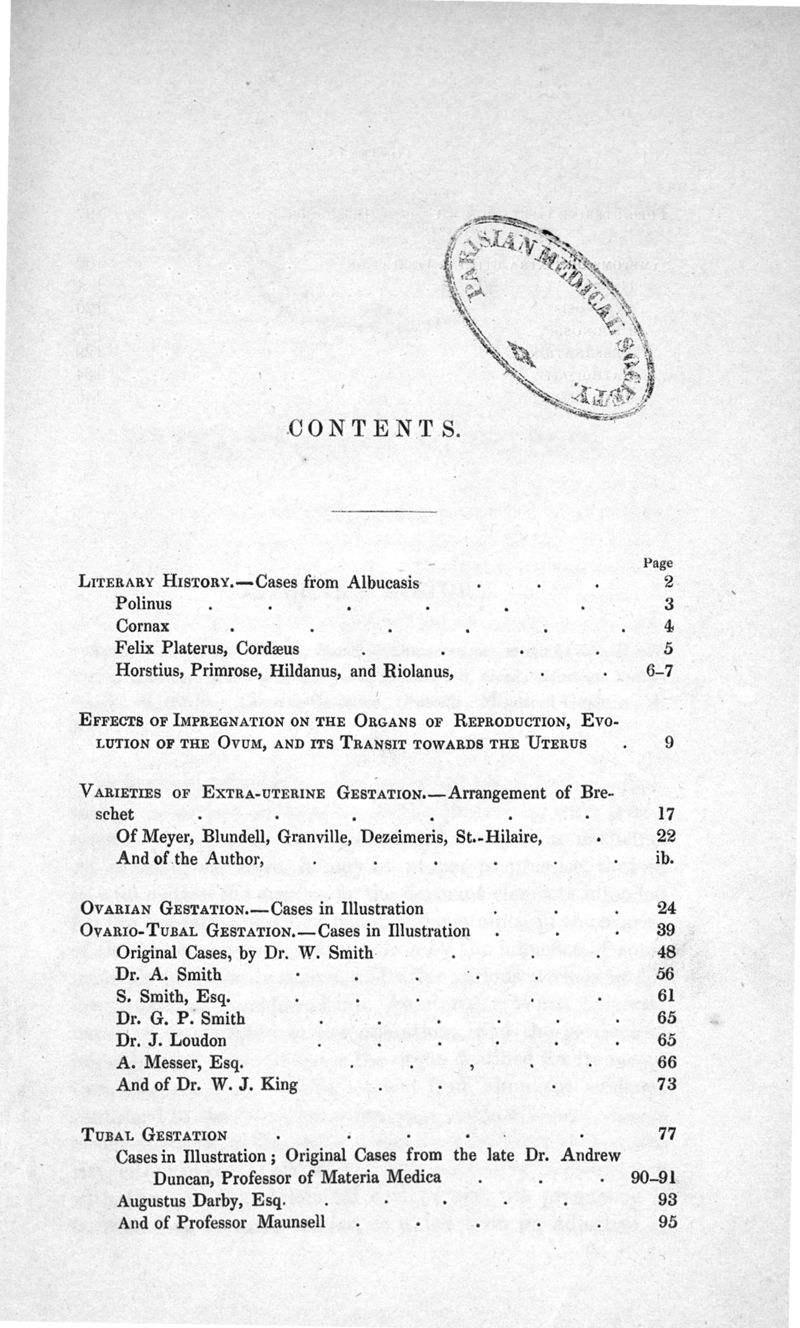 PARISIAN MEDICAL SOCIETY.
CONTENTS.
Page
LITERARY HISTORY.—Cases from Albucasis . . . 2
Polinus . . . . . . 3
Cornax . . . . . . 4
Felix Platerus, Cordæus . . . . 5
Horstius, Primrose, Hildanus, and Riolanus, . . 6–7
EFFECTS OF IMPREGNATION ON THE ORGANS OF REPRODUCTION, EVO-
LUTION OF THE OVUM, AND ITS TRANSIT TOWARDS THE UTERUS . 9
VARIETIES OF EXTRA-UTERINE GESTATION.—Arrangement of Bre-
schet . . . . . . 17
Of Meyer, Blundell, Granville, Dezeimeris, St.-Hilaire, . 22
And of the Author, . . . . . ib.
OVARIAN GESTATION.—Cases in Illustration . . . 24
OVARIO-TUBAL GESTATION.—Cases in Illustration . . 39
Original Cases, by Dr. W. Smith . . . 48
Dr. A. Smith . . . . . 56
S. Smith, Esq. . . . . . 61
Dr. G. P. Smith . . . . . 65
Dr. J. Loudon . . . . . 65
A. Messer, Esq. . . , . . 66
And of Dr. W. J. King . . . . 73
TUBAL GESTATION . . . . . 77
Cases in Illustration; Original Cases from the late Dr. Andrew
Duncan, Professor of Materia Medica . . . 90–91
Augustus Darby, Esq. . . . . . 93
And of Professor Maunsell . . . . . 95